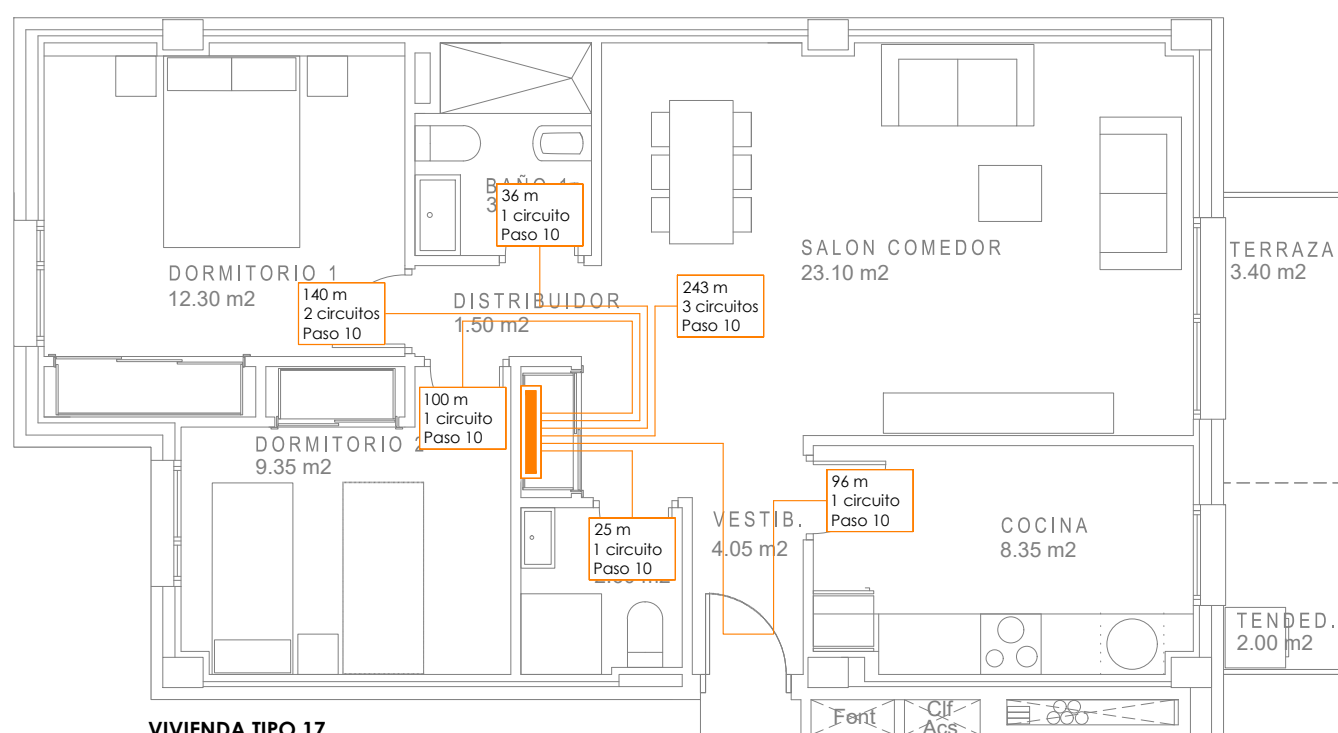 BAÑO 1
36 m
1 circuito
Paso 10
SALON COMEDOR
23.10 m2
TERRAZA
3.40 m2
DORMITORIO 1
12.30 m2
140 m
2 circuitos
Paso 10
DISTRIBUIDOR
1.50 m2
243 m
3 circuitos
Paso 10
100 m
1 circuito
Paso 10
DORMITORIO 2
9.35 m2
96 m
1 circuito
Paso 10
VESTIB.
4.05 m2
COCINA
8.35 m2
25 m
1 circuito
Paso 10
TENDED.
2.00 m2
Font
Clf
Acs
VIVIENDA TIPO 17